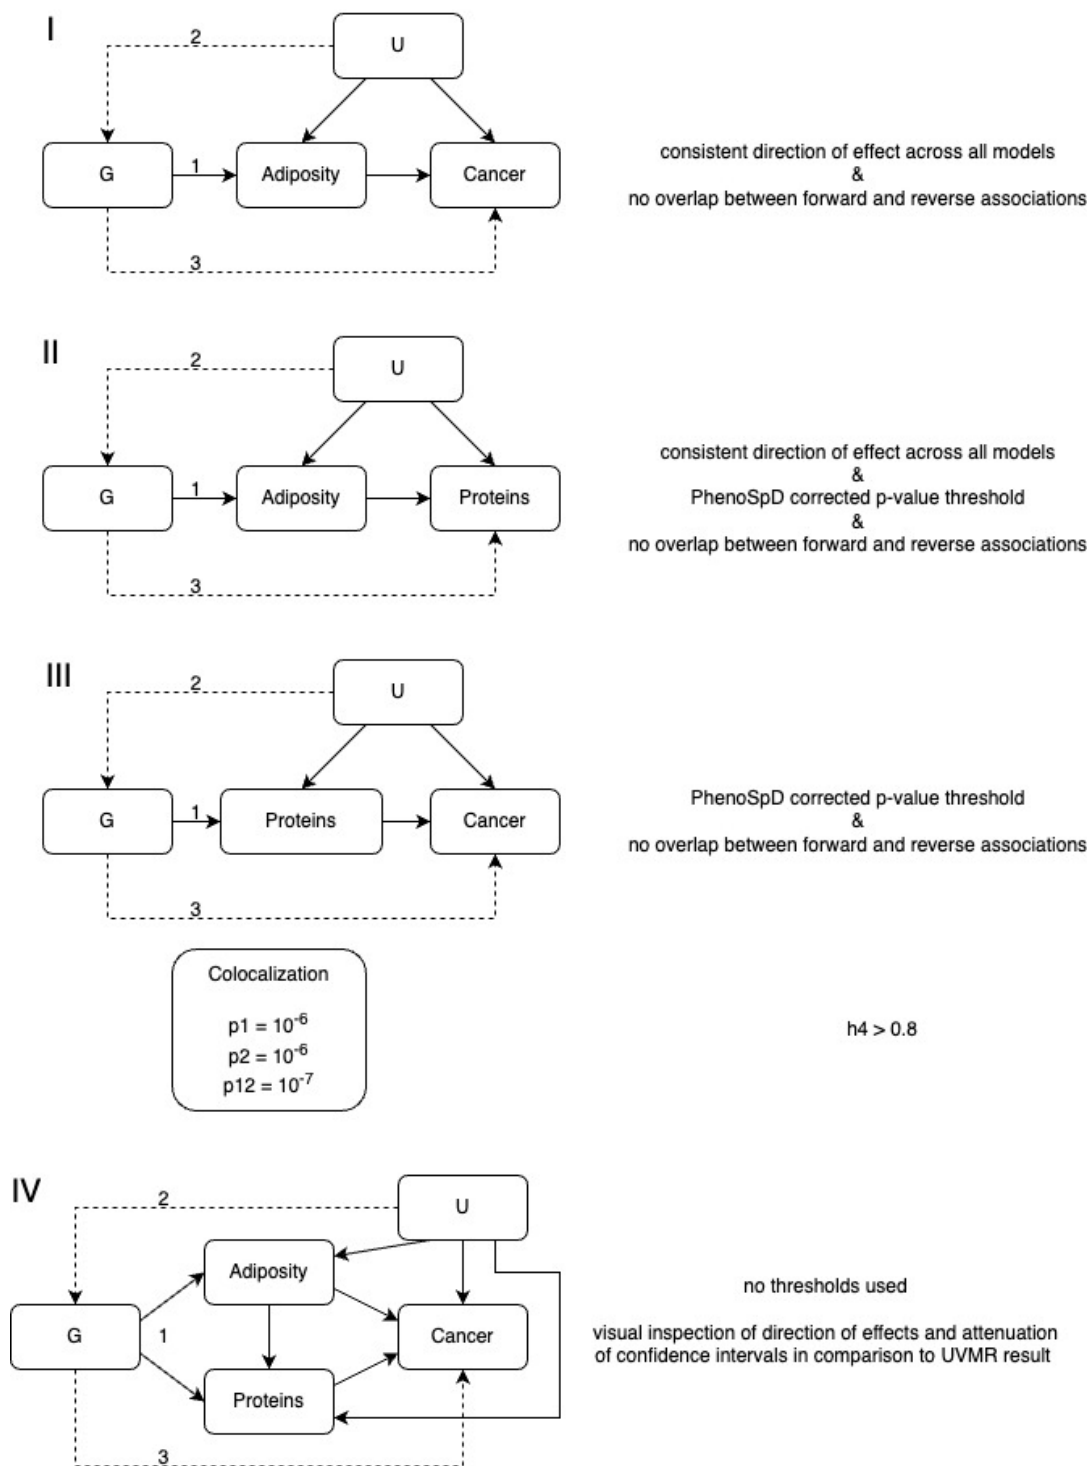 I
2
U
G
1
Adiposity
Cancer
3
consistent direction of effect across all models
&
no overlap between forward and reverse associations
II
2
U
G
1
Adiposity
Proteins
3
consistent direction of effect across all models
&
PhenoSpD corrected p-value threshold
&
no overlap between forward and reverse associations
III
2
U
G
1
Proteins
Cancer
3
PhenoSpD corrected p-value threshold
&
no overlap between forward and reverse associations
Colocalization
p1 = 10⁻⁶
p2 = 10⁻⁶
p12 = 10⁻⁷
h4 > 0.8
IV
2
U
Adiposity
G
1
Cancer
Proteins
3
no thresholds used
visual inspection of direction of effects and attenuation
of confidence intervals in comparison to UVMR result